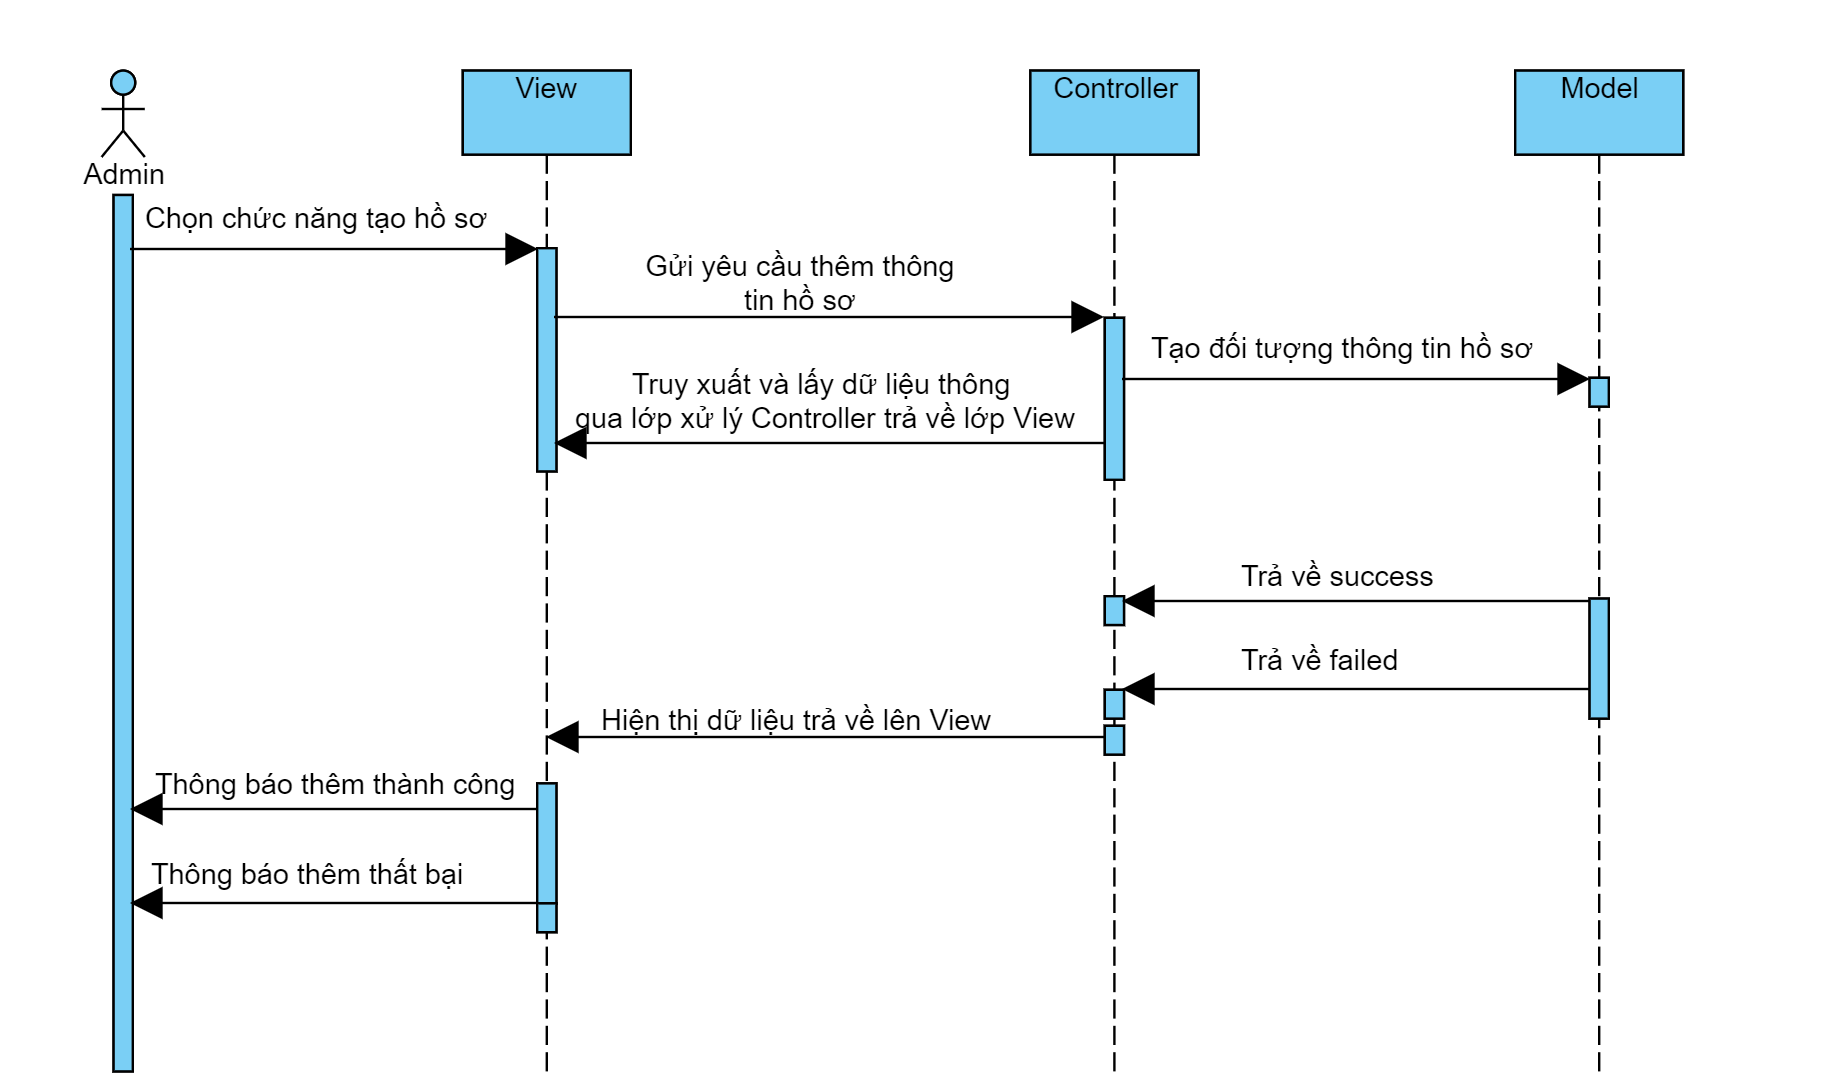 View
Controller
Model
Admin
Chọn chức năng tạo hồ sơ
Gửi yêu cầu thêm thông
tin hồ sơ
Tạo đối tượng thông tin hồ sơ
Truy xuất và lấy dữ liệu thông
qua lớp xử lý Controller trả về lớp View
Trả về success
Trả về failed
Hiện thị dữ liệu trả về lên View
Thông báo thêm thành công
Thông báo thêm thất bại